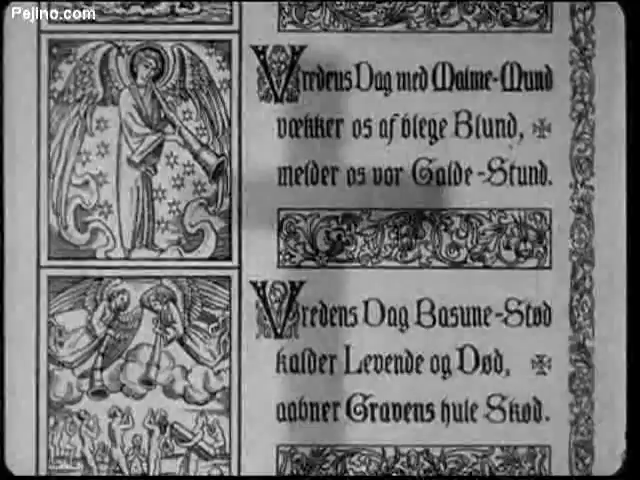 Pejino.com
Vredens Dag med Malme-Mund
vækker os af blege Blund,
melder os vor Galde-Stund.
Vredens Dag Basune-Stød
kalder Levende og Død,
aabner Gravens hule Skød.